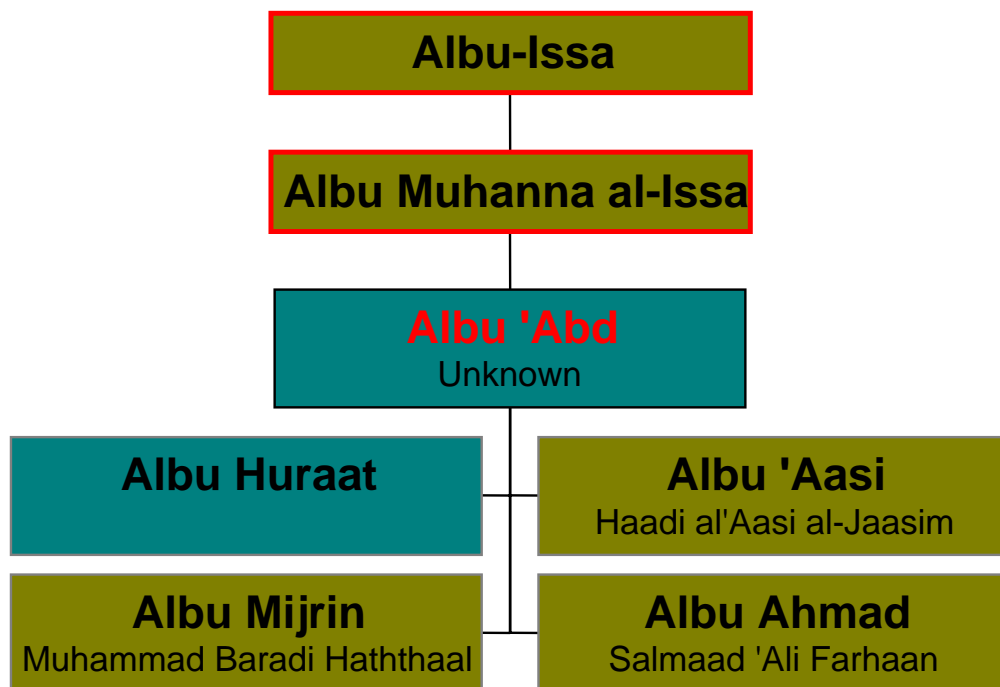 Albu-Issa
Albu Muhanna al-Issa
Albu 'Abd
Unknown
Albu Huraat
Albu 'Aasi
Haadi al'Aasi al-Jaasim
Albu Mijrin
Muhammad Baradi Haththaal
Albu Ahmad
Salmaad 'Ali Farhaan